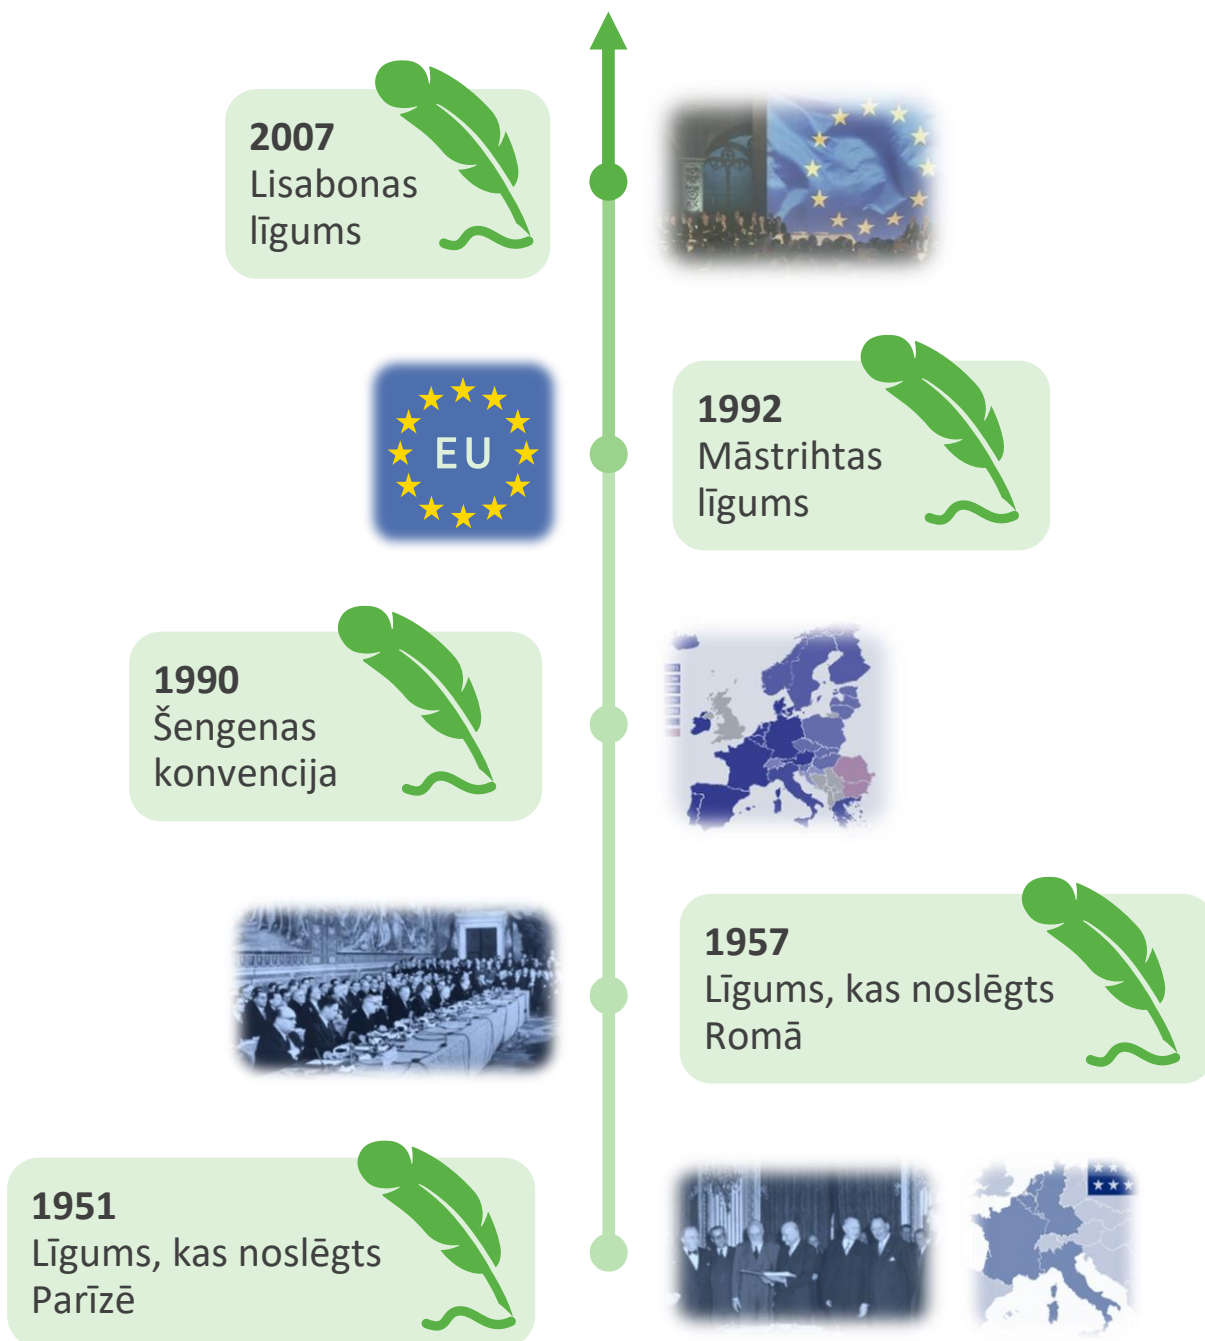 2007
Lisabonas
līgums
EU
1992
Māstrihtas
līgums
1990
Šengenas
konvencija
1957
Līgums, kas noslēgts
Romā
1951
Līgums, kas noslēgts
Parīzē